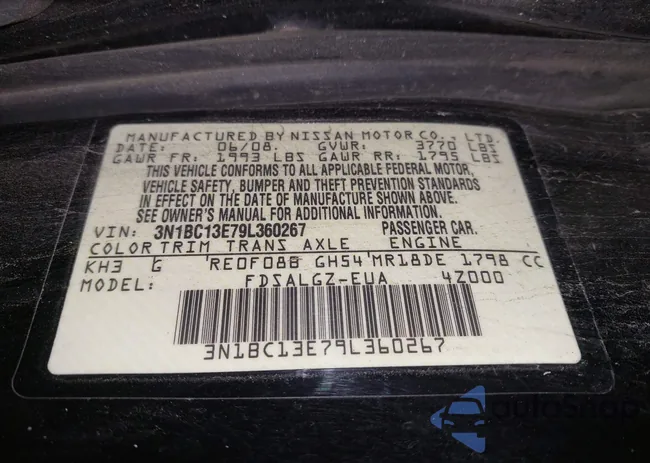 MANUFACTURED BY NISSAN MOTOR CO., LTD.
DATE: 06/08. GVWR: 3770 LBS
GAWR FR: 1993 LBS GAWR RR: 1795 LBS
THIS VEHICLE CONFORMS TO ALL APPLICABLE FEDERAL MOTOR,
VEHICLE SAFETY, BUMPER AND THEFT PREVENTION STANDARDS
IN EFFECT ON THE DATE OF MANUFACTURE SHOWN ABOVE.
SEE OWNER'S MANUAL FOR ADDITIONAL INFORMATION.
VIN: 3N1BC13E79L360267 PASSENGER CAR.
COLOR TRIM TRANS AXLE ENGINE
KH3 G RE0F08B GH54 MR18DE 1798 CC
MODEL: FDSALGZ-EUA 4Z000
3N1BC13E79L360267